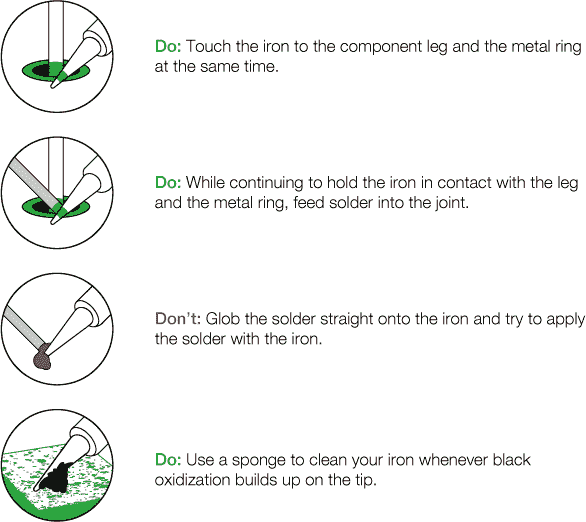 Do: Touch the iron to the component leg and the metal ring
at the same time.
Do: While continuing to hold the iron in contact with the leg
and the metal ring, feed solder into the joint.
Don't: Glob the solder straight onto the iron and try to apply
the solder with the iron.
Do: Use a sponge to clean your iron whenever black
oxidization builds up on the tip.